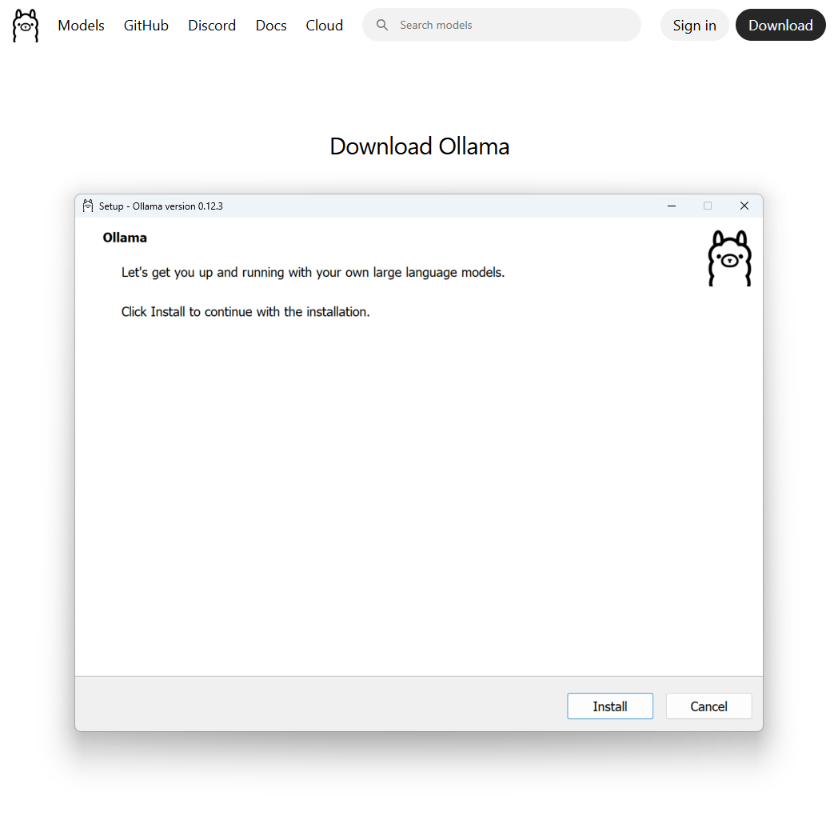 Models GitHub Discord Docs Cloud Search models Sign in Download
Download Ollama
Setup - Ollama version 0.12.3
Ollama
Let's get you up and running with your own large language models.
Click Install to continue with the installation.
Install Cancel